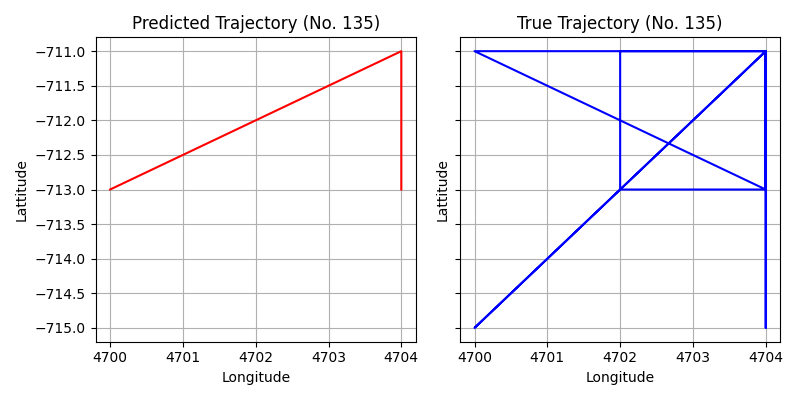 Predicted Trajectory (No. 135)
True Trajectory (No. 135)
−711.0
−711.5
−712.0
−712.5
−713.0
−713.5
−714.0
−714.5
−715.0
Lattitude
Lattitude
4700 4701 4702 4703 4704
4700 4701 4702 4703 4704
Longitude
Longitude